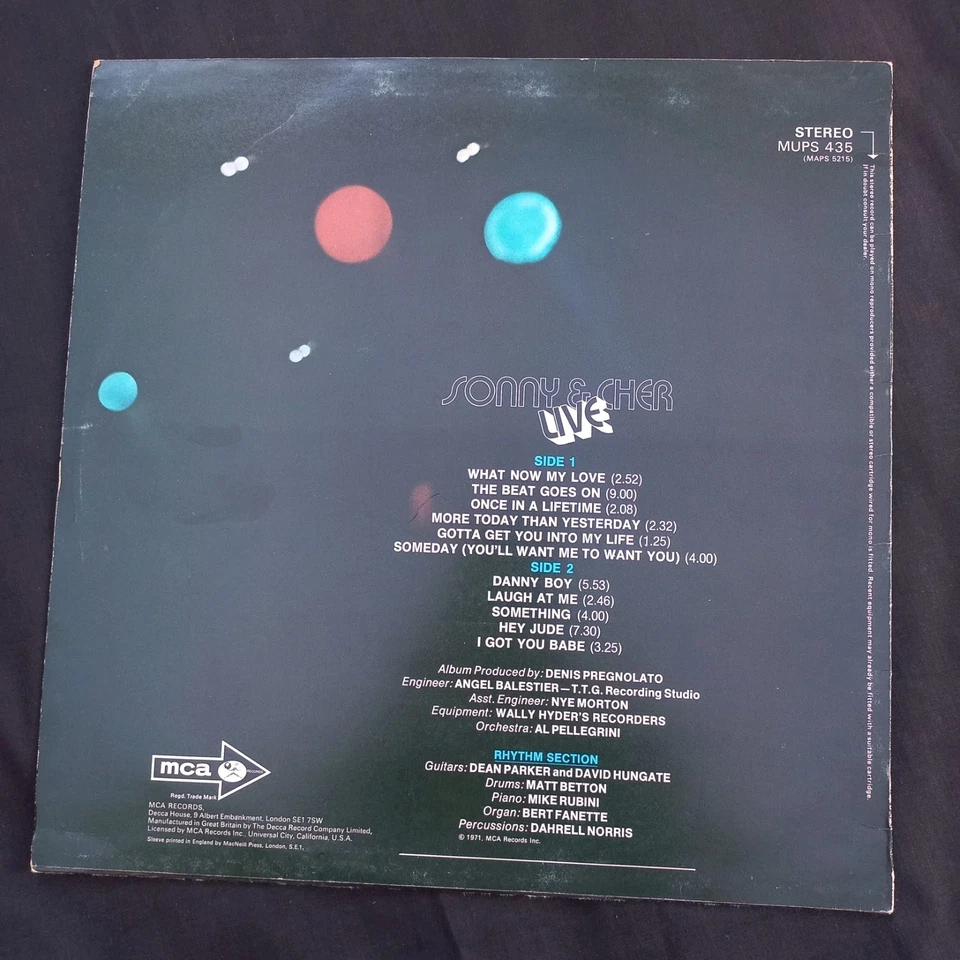 STEREO
MUPS 435
(MAPS 5215)
This stereo record can be played on mono reproducers provided either a compatible or stereo cartridge wired for mono is fitted. Recent equipment may already be fitted with a suitable cartridge.
If in doubt consult your dealer.
SONNY & CHER
LIVE
SIDE 1
WHAT NOW MY LOVE (2.52)
THE BEAT GOES ON (9.00)
ONCE IN A LIFETIME (2.08)
MORE TODAY THAN YESTERDAY (2.32)
GOTTA GET YOU INTO MY LIFE (1.25)
SOMEDAY (YOU'LL WANT ME TO WANT YOU) (4.00)
SIDE 2
DANNY BOY (5.53)
LAUGH AT ME (2.46)
SOMETHING (4.00)
HEY JUDE (7.30)
I GOT YOU BABE (3.25)
Album Produced by: DENIS PREGNOLATO
Engineer: ANGEL BALESTIER—T.T.G. Recording Studio
Asst. Engineer: NYE MORTON
Equipment: WALLY HYDER'S RECORDERS
Orchestra: AL PELLEGRINI
RHYTHM SECTION
Guitars: DEAN PARKER and DAVID HUNGATE
Drums: MATT BETTON
Piano: MIKE RUBINI
Organ: BERT FANETTE
Percussions: DAHRELL NORRIS
© 1971, MCA Records Inc.
mca RECORDS
Regd. Trade Mark
MCA RECORDS,
Decca House, 9 Albert Embankment, London SE1 7SW
Manufactured in Great Britain by The Decca Record Company Limited,
Licensed by MCA Records Inc., Universal City, California, U.S.A.
Sleeve printed in England by MacNeill Press, London, S.E.1.